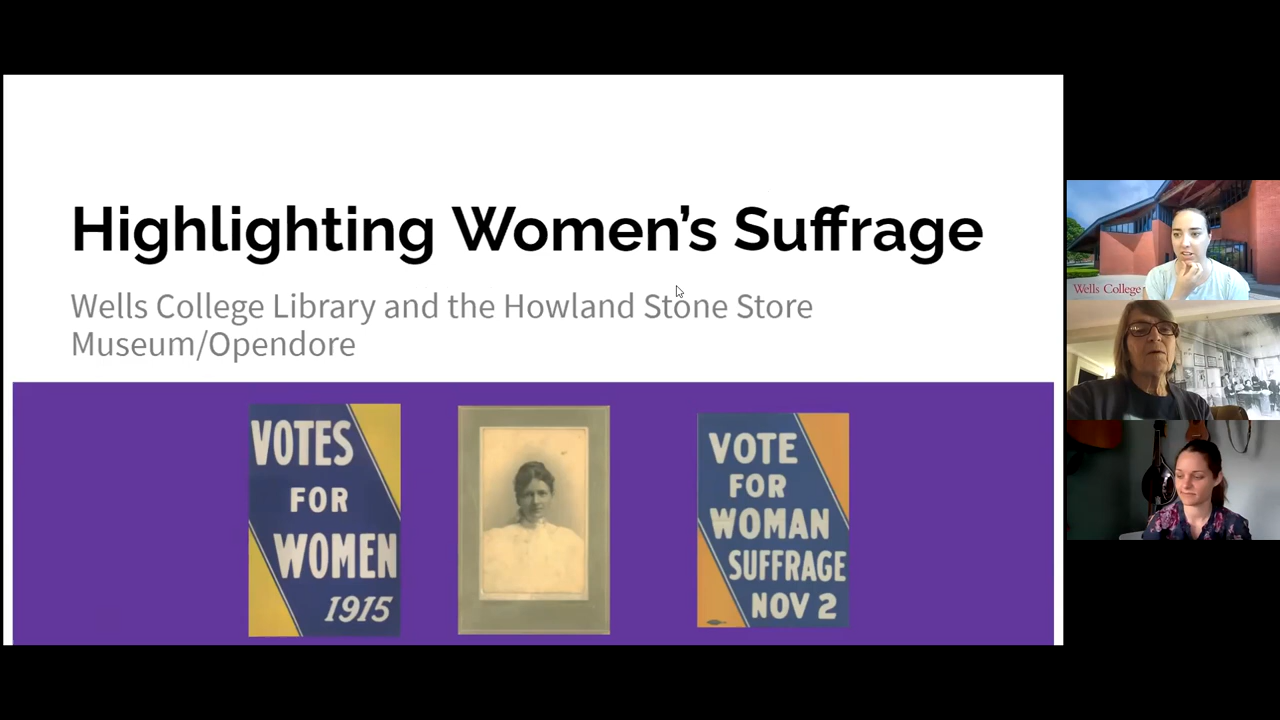 Highlighting Women's Suffrage
Wells College Library and the Howland Stone Store
Museum/Opendore
VOTES
FOR
WOMEN
1915
VOTE
FOR
WOMAN
SUFFRAGE
NOV 2
Wells College